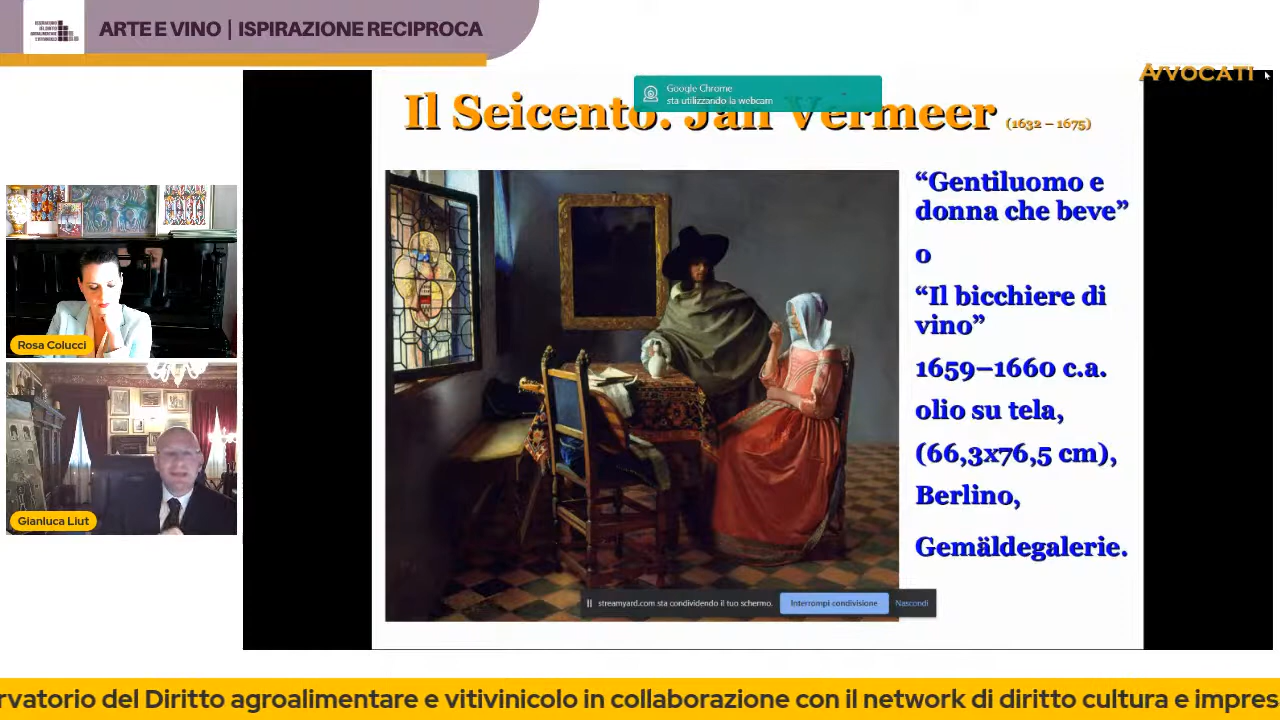 ARTE E VINO | ISPIRAZIONE RECIPROCA
AVVOCATI
Google Chrome
sta utilizzando la webcam
Il Seicento. Jan Vermeer (1632 – 1675)
“Gentiluomo e
donna che beve”
o
“Il bicchiere di
vino”
1659–1660 c.a.
olio su tela,
(66,3x76,5 cm),
Berlino,
Gemäldegalerie.
Rosa Colucci
Gianluca Liut
streamyard.com sta condividendo il tuo schermo.
Interrompi condivisione
Nascondi
rvatorio del Diritto agroalimentare e vitivinicolo in collaborazione con il network di diritto cultura e impres